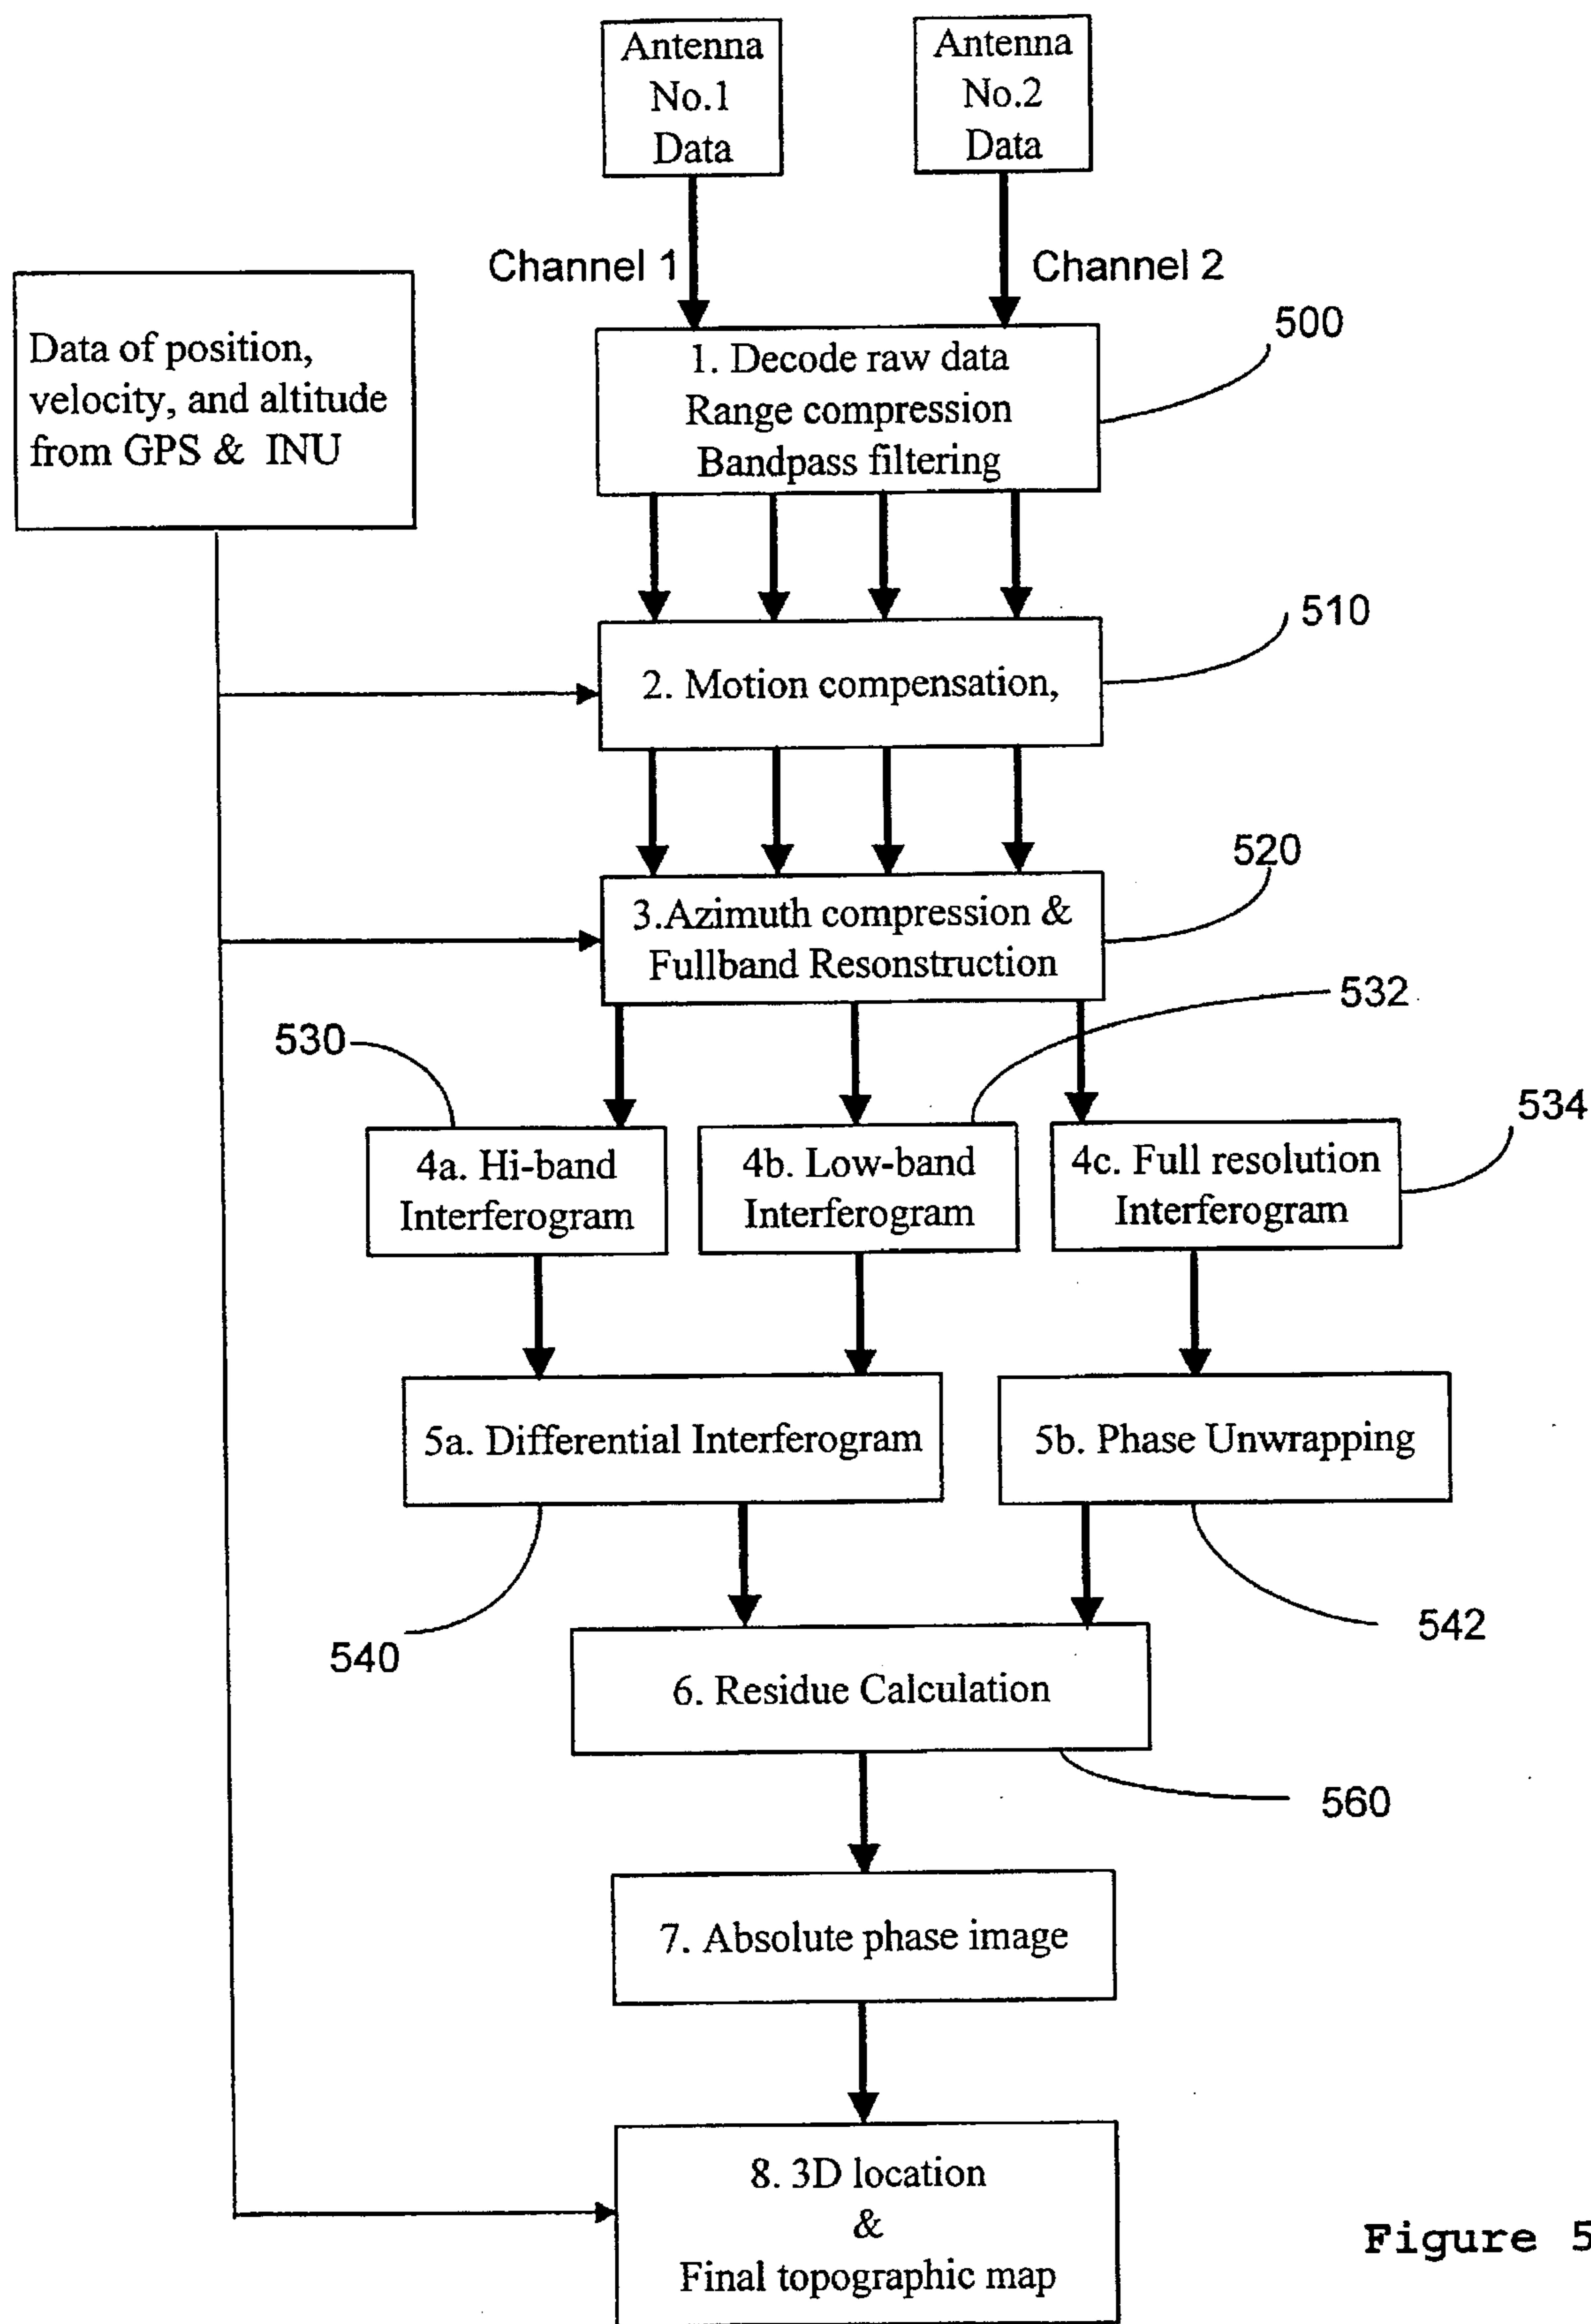 Antenna
No.1
Data
Antenna
No.2
Data
Channel 1
Channel 2
Data of position,
velocity, and altitude
from GPS & INU
1. Decode raw data
Range compression
Bandpass filtering
500
2. Motion compensation,
510
3.Azimuth compression &
Fullband Resonstruction
520
530
532
534
4a. Hi-band
Interferogram
4b. Low-band
Interferogram
4c. Full resolution
Interferogram
5a. Differential Interferogram
5b. Phase Unwrapping
540
542
6. Residue Calculation
560
7. Absolute phase image
8. 3D location
&
Final topographic map
Figure 5